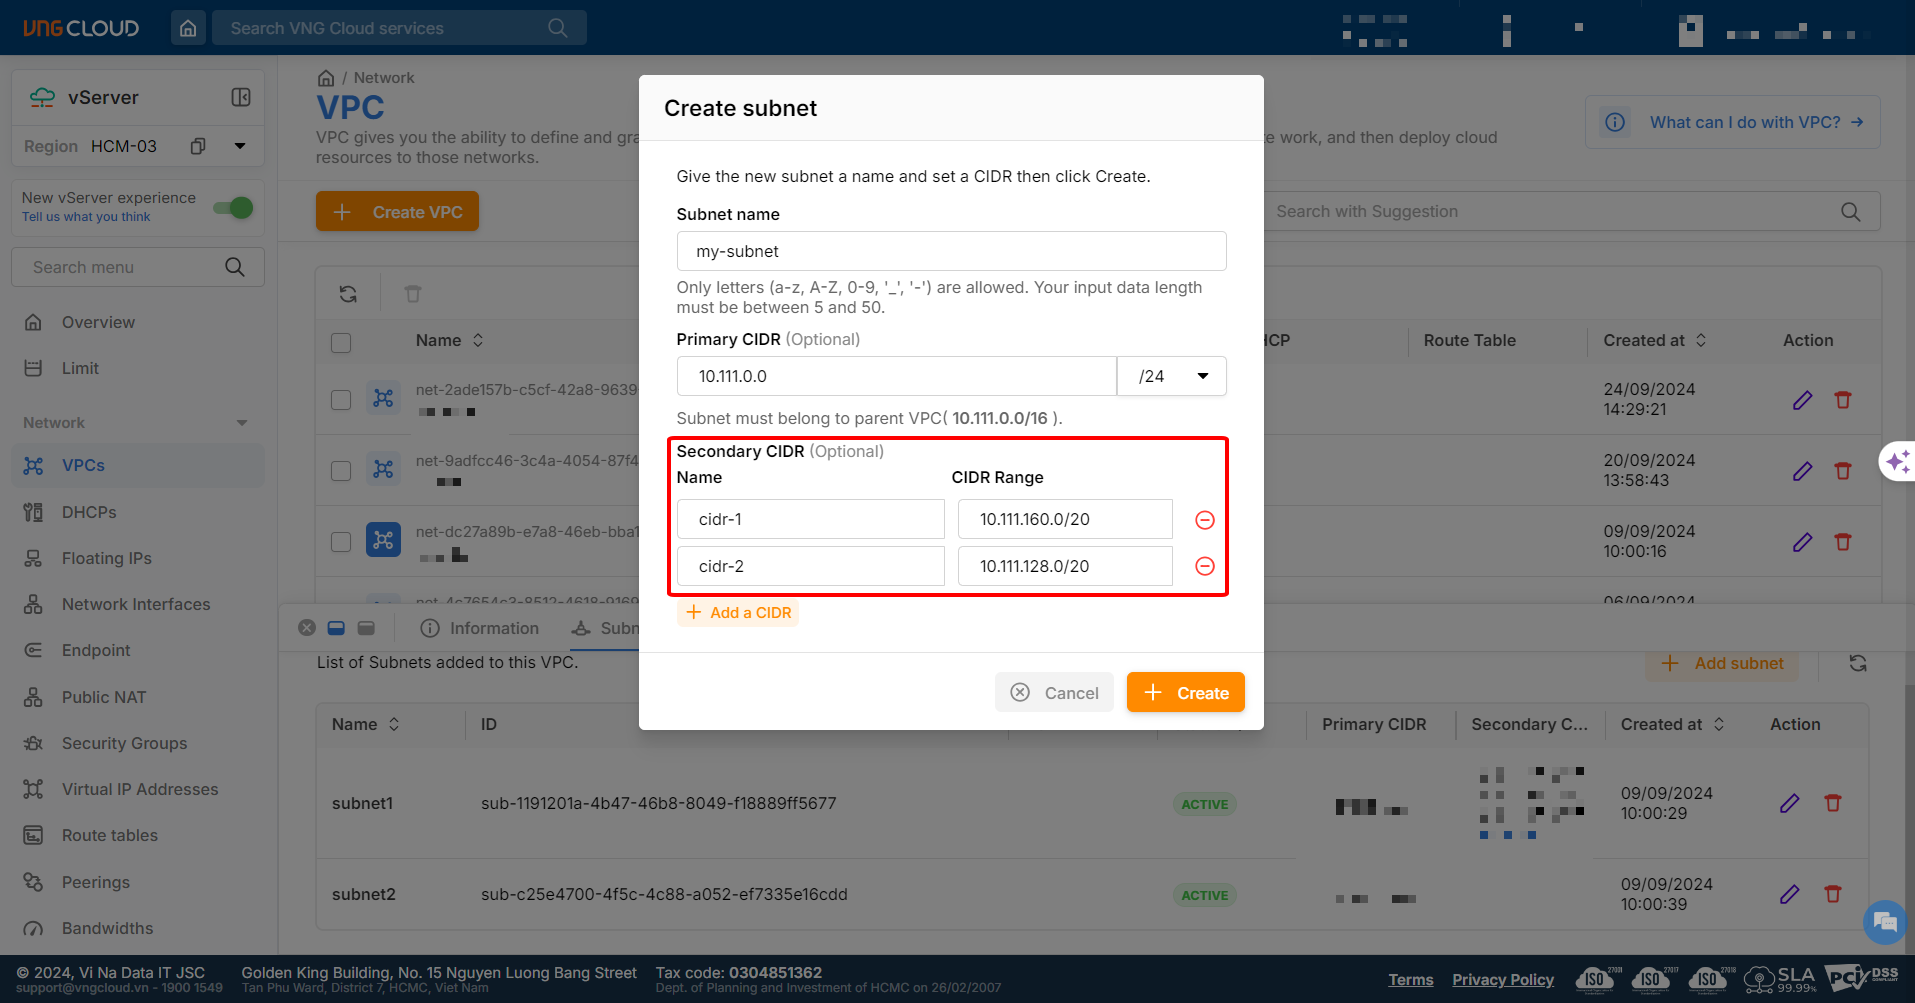 VNG CLOUD
Search VNG Cloud services
vServer
Region HCM-03
New vServer experience
Tell us what you think
Search menu
Overview
Limit
Network
VPCs
DHCPs
Floating IPs
Network Interfaces
Endpoint
Public NAT
Security Groups
Virtual IP Addresses
Route tables
Peerings
Bandwidths
/ Network
VPC
VPC gives you the ability to define and
e work, and then deploy cloud
resources to those networks.
What can I do with VPC?
Create VPC
Search with Suggestion
Name
Route Table
Created at
Action
net-2ade157b-c5cf-42a8-9639
24/09/2024
14:29:21
net-9adfcc46-3c4a-4054-87f4
20/09/2024
13:58:43
net-dc27a89b-e7a8-46eb-bba1
09/09/2024
10:00:16
Create subnet
Give the new subnet a name and set a CIDR then click Create.
Subnet name
my-subnet
Only letters (a-z, A-Z, 0-9, '_', '-') are allowed. Your input data length
must be between 5 and 50.
Primary CIDR (Optional)
10.111.0.0
/24
Subnet must belong to parent VPC( 10.111.0.0/16 ).
Secondary CIDR (Optional)
Name
CIDR Range
cidr-1
10.111.160.0/20
cidr-2
10.111.128.0/20
Add a CIDR
Cancel
Create
Information
Subn
List of Subnets added to this VPC.
Add subnet
Name
ID
Primary CIDR
Secondary C...
Created at
Action
subnet1
sub-1191201a-4b47-46b8-8049-f18889ff5677
ACTIVE
09/09/2024
10:00:29
subnet2
sub-c25e4700-4f5c-4c88-a052-ef7335e16cdd
ACTIVE
09/09/2024
10:00:39
© 2024, Vi Na Data IT JSC
support@vngcloud.vn - 1900 1549
Golden King Building, No. 15 Nguyen Luong Bang Street
Tan Phu Ward, District 7, HCMC, Viet Nam
Tax code: 0304851362
Dept. of Planning and Investment of HCMC on 26/02/2007
Terms
Privacy Policy
ISO 27001
ISO 27017
ISO 27018
SLA
99.99%
PCI DSS
COMPLIANT